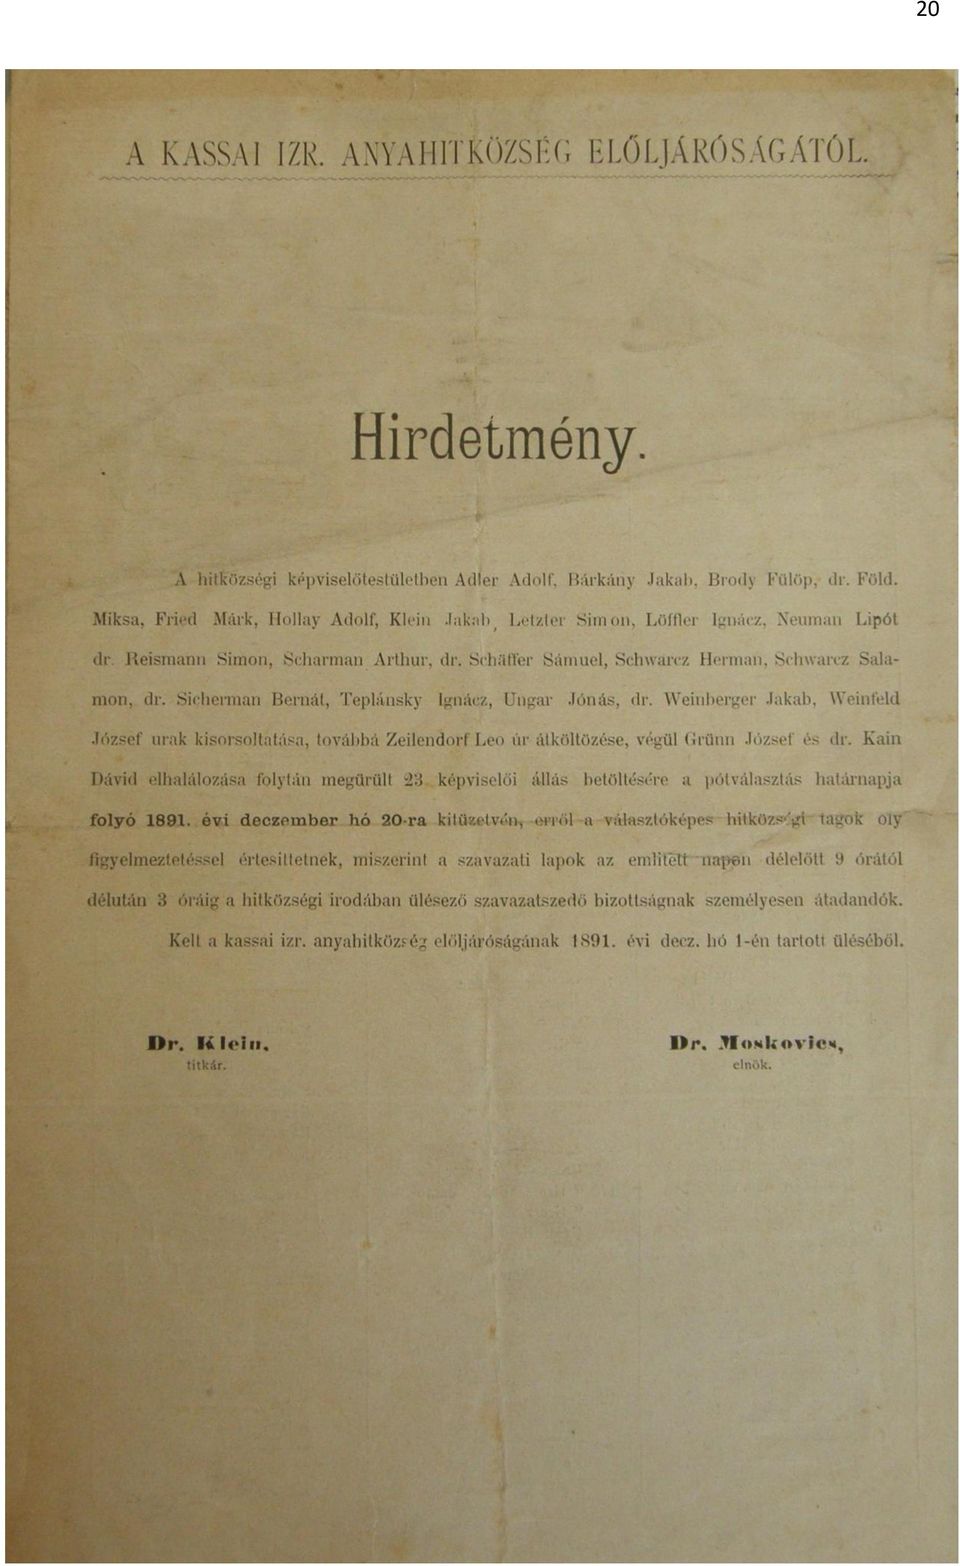 20
A KASSAI IZR. ANYAHITKÖZSÉG ELŐLJÁRÓSÁGÁTÓL.
Hirdetmény.
A hitközségi képviselőtestületben Adler Adolf, Bárkány Jakab, Brody Fülöp, dr. Föld.
Miksa, Fried Márk, Hollay Adolf, Klein Jakab, Letzter Simon, Löffler Ignácz, Neuman Lipót
dr. Reismann Simon, Scharman Arthur, dr. Schäffer Sámuel, Schwarcz Herman, Schwarcz Sala-
mon, dr. Sicherman Bernát, Teplánsky Ignácz, Ungar Jónás, dr. Weinberger Jakab, Weinfeld
József urak kisorsoltatása, továbbá Zeilendorf Leo úr átköltözése, végül Grünn József és dr. Kain
Dávid elhalálozása folytán megürült 23 képviselői állás betöltésére a pótválasztás határnapja
folyó 1891. évi deczember hó 20-ra kitűzetvén, erről a választóképes hitközségi tagok oly
figyelmeztetéssel értesittetnek, miszerint a szavazati lapok az emlitett napon délelőtt 9 órától
délután 3 óráig a hitközségi irodában ülésező szavazatszedő bizottságnak személyesen átadandók.
Kelt a kassai izr. anyahitközség előljáróságának 1891. évi decz. hó 1-én tartott üléséből.
Dr. Klein, Dr. Moskovics,
titkár. elnök.